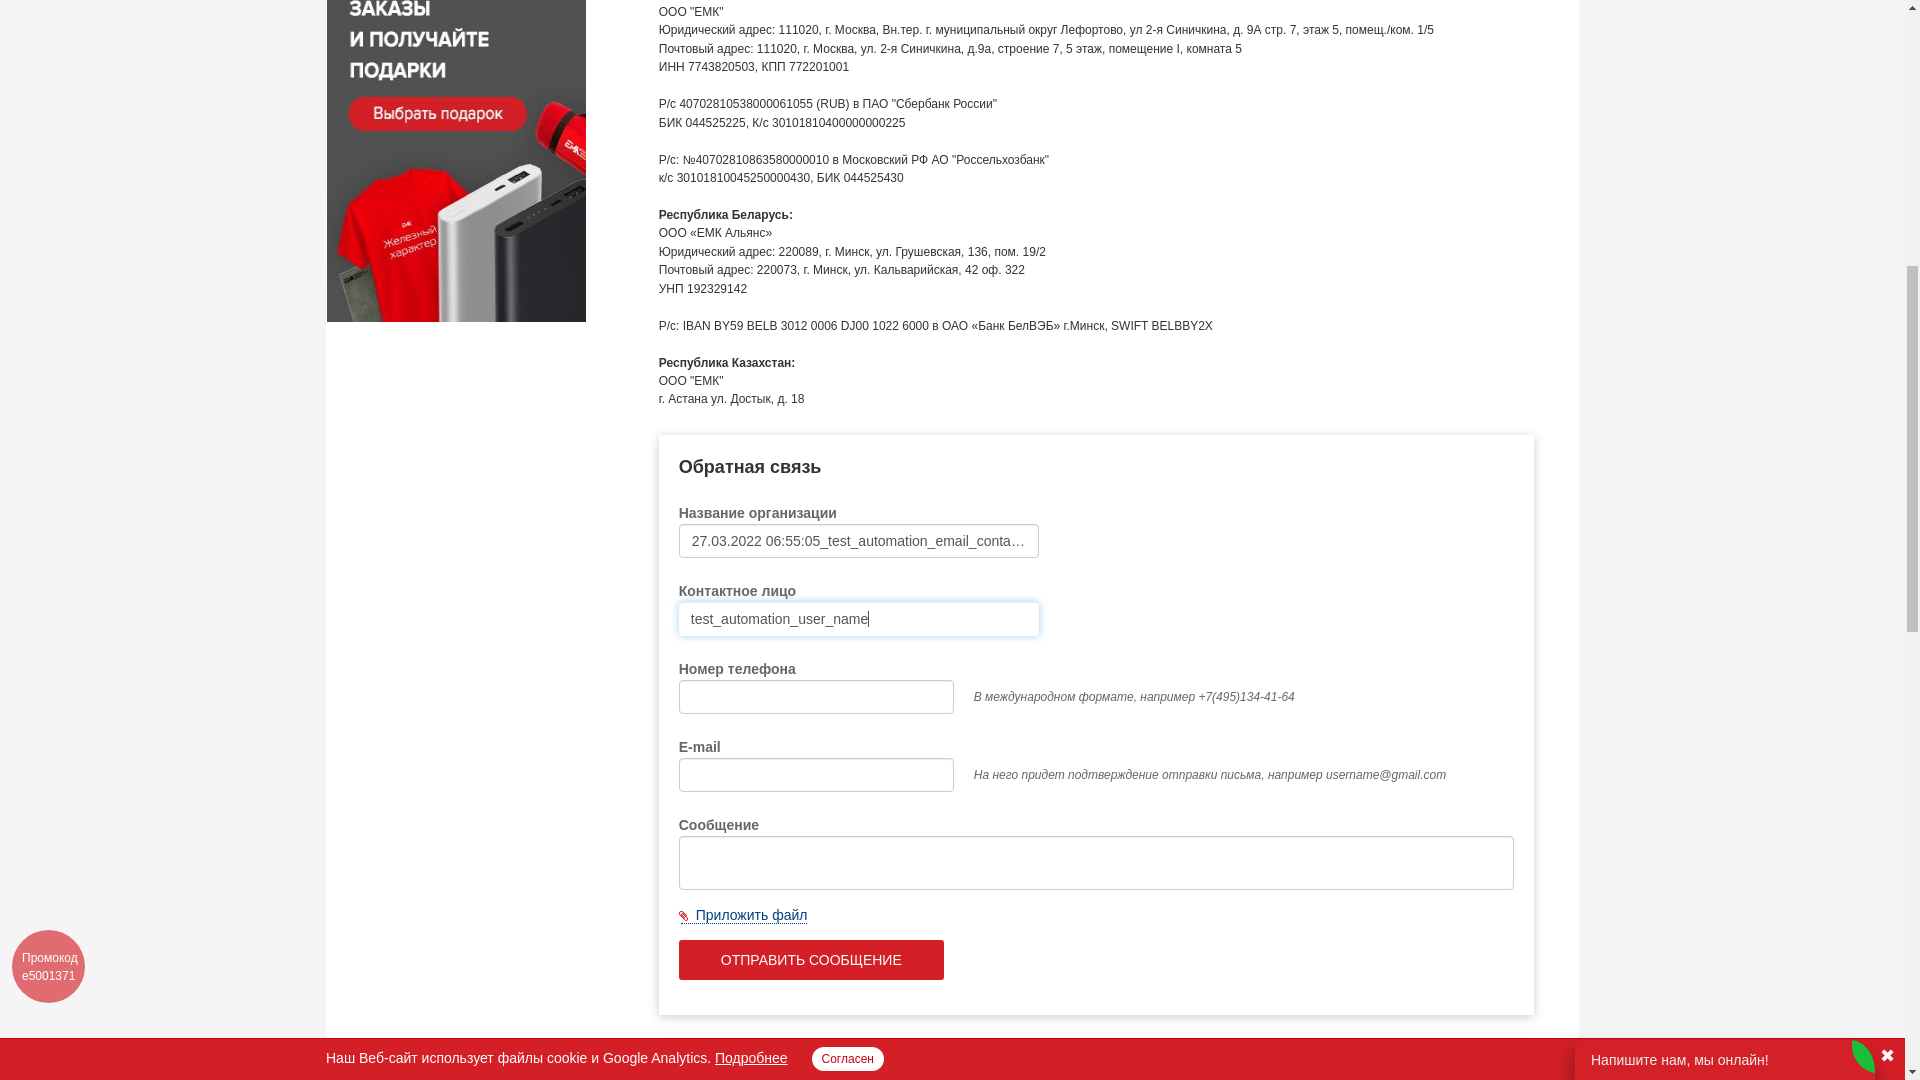 ЗАКАЗЫ
И ПОЛУЧАЙТЕ
ПОДАРКИ
Выбрать подарок
ЕМК
Железный
характер
ООО "ЕМК"
Юридический адрес: 111020, г. Москва, Вн.тер. г. муниципальный округ Лефортово, ул 2-я Синичкина, д. 9А стр. 7, этаж 5, помещ./ком. 1/5
Почтовый адрес: 111020, г. Москва, ул. 2-я Синичкина, д.9а, строение 7, 5 этаж, помещение I, комната 5
ИНН 7743820503, КПП 772201001
Р/с 40702810538000061055 (RUB) в ПАО "Сбербанк России"
БИК 044525225, К/с 30101810400000000225
Р/с: №40702810863580000010 в Московский РФ АО "Россельхозбанк"
к/с 30101810045250000430, БИК 044525430
Республика Беларусь:
ООО «ЕМК Альянс»
Юридический адрес: 220089, г. Минск, ул. Грушевская, 136, пом. 19/2
Почтовый адрес: 220073, г. Минск, ул. Кальварийская, 42 оф. 322
УНП 192329142
Р/с: IBAN BY59 BELB 3012 0006 DJ00 1022 6000 в ОАО «Банк БелВЭБ» г.Минск, SWIFT BELBBY2X
Республика Казахстан:
ООО "ЕМК"
г. Астана ул. Достык, д. 18
Обратная связь
Название организации
27.03.2022 06:55:05_test_automation_email_conta…
Контактное лицо
test_automation_user_name
Номер телефона
В международном формате, например +7(495)134-41-64
E-mail
На него придет подтверждение отправки письма, например username@gmail.com
Сообщение
Приложить файл
ОТПРАВИТЬ СООБЩЕНИЕ
Промокод
e5001371
Наш Веб-сайт использует файлы cookie и Google Analytics. Подробнее
Согласен
Напишите нам, мы онлайн!